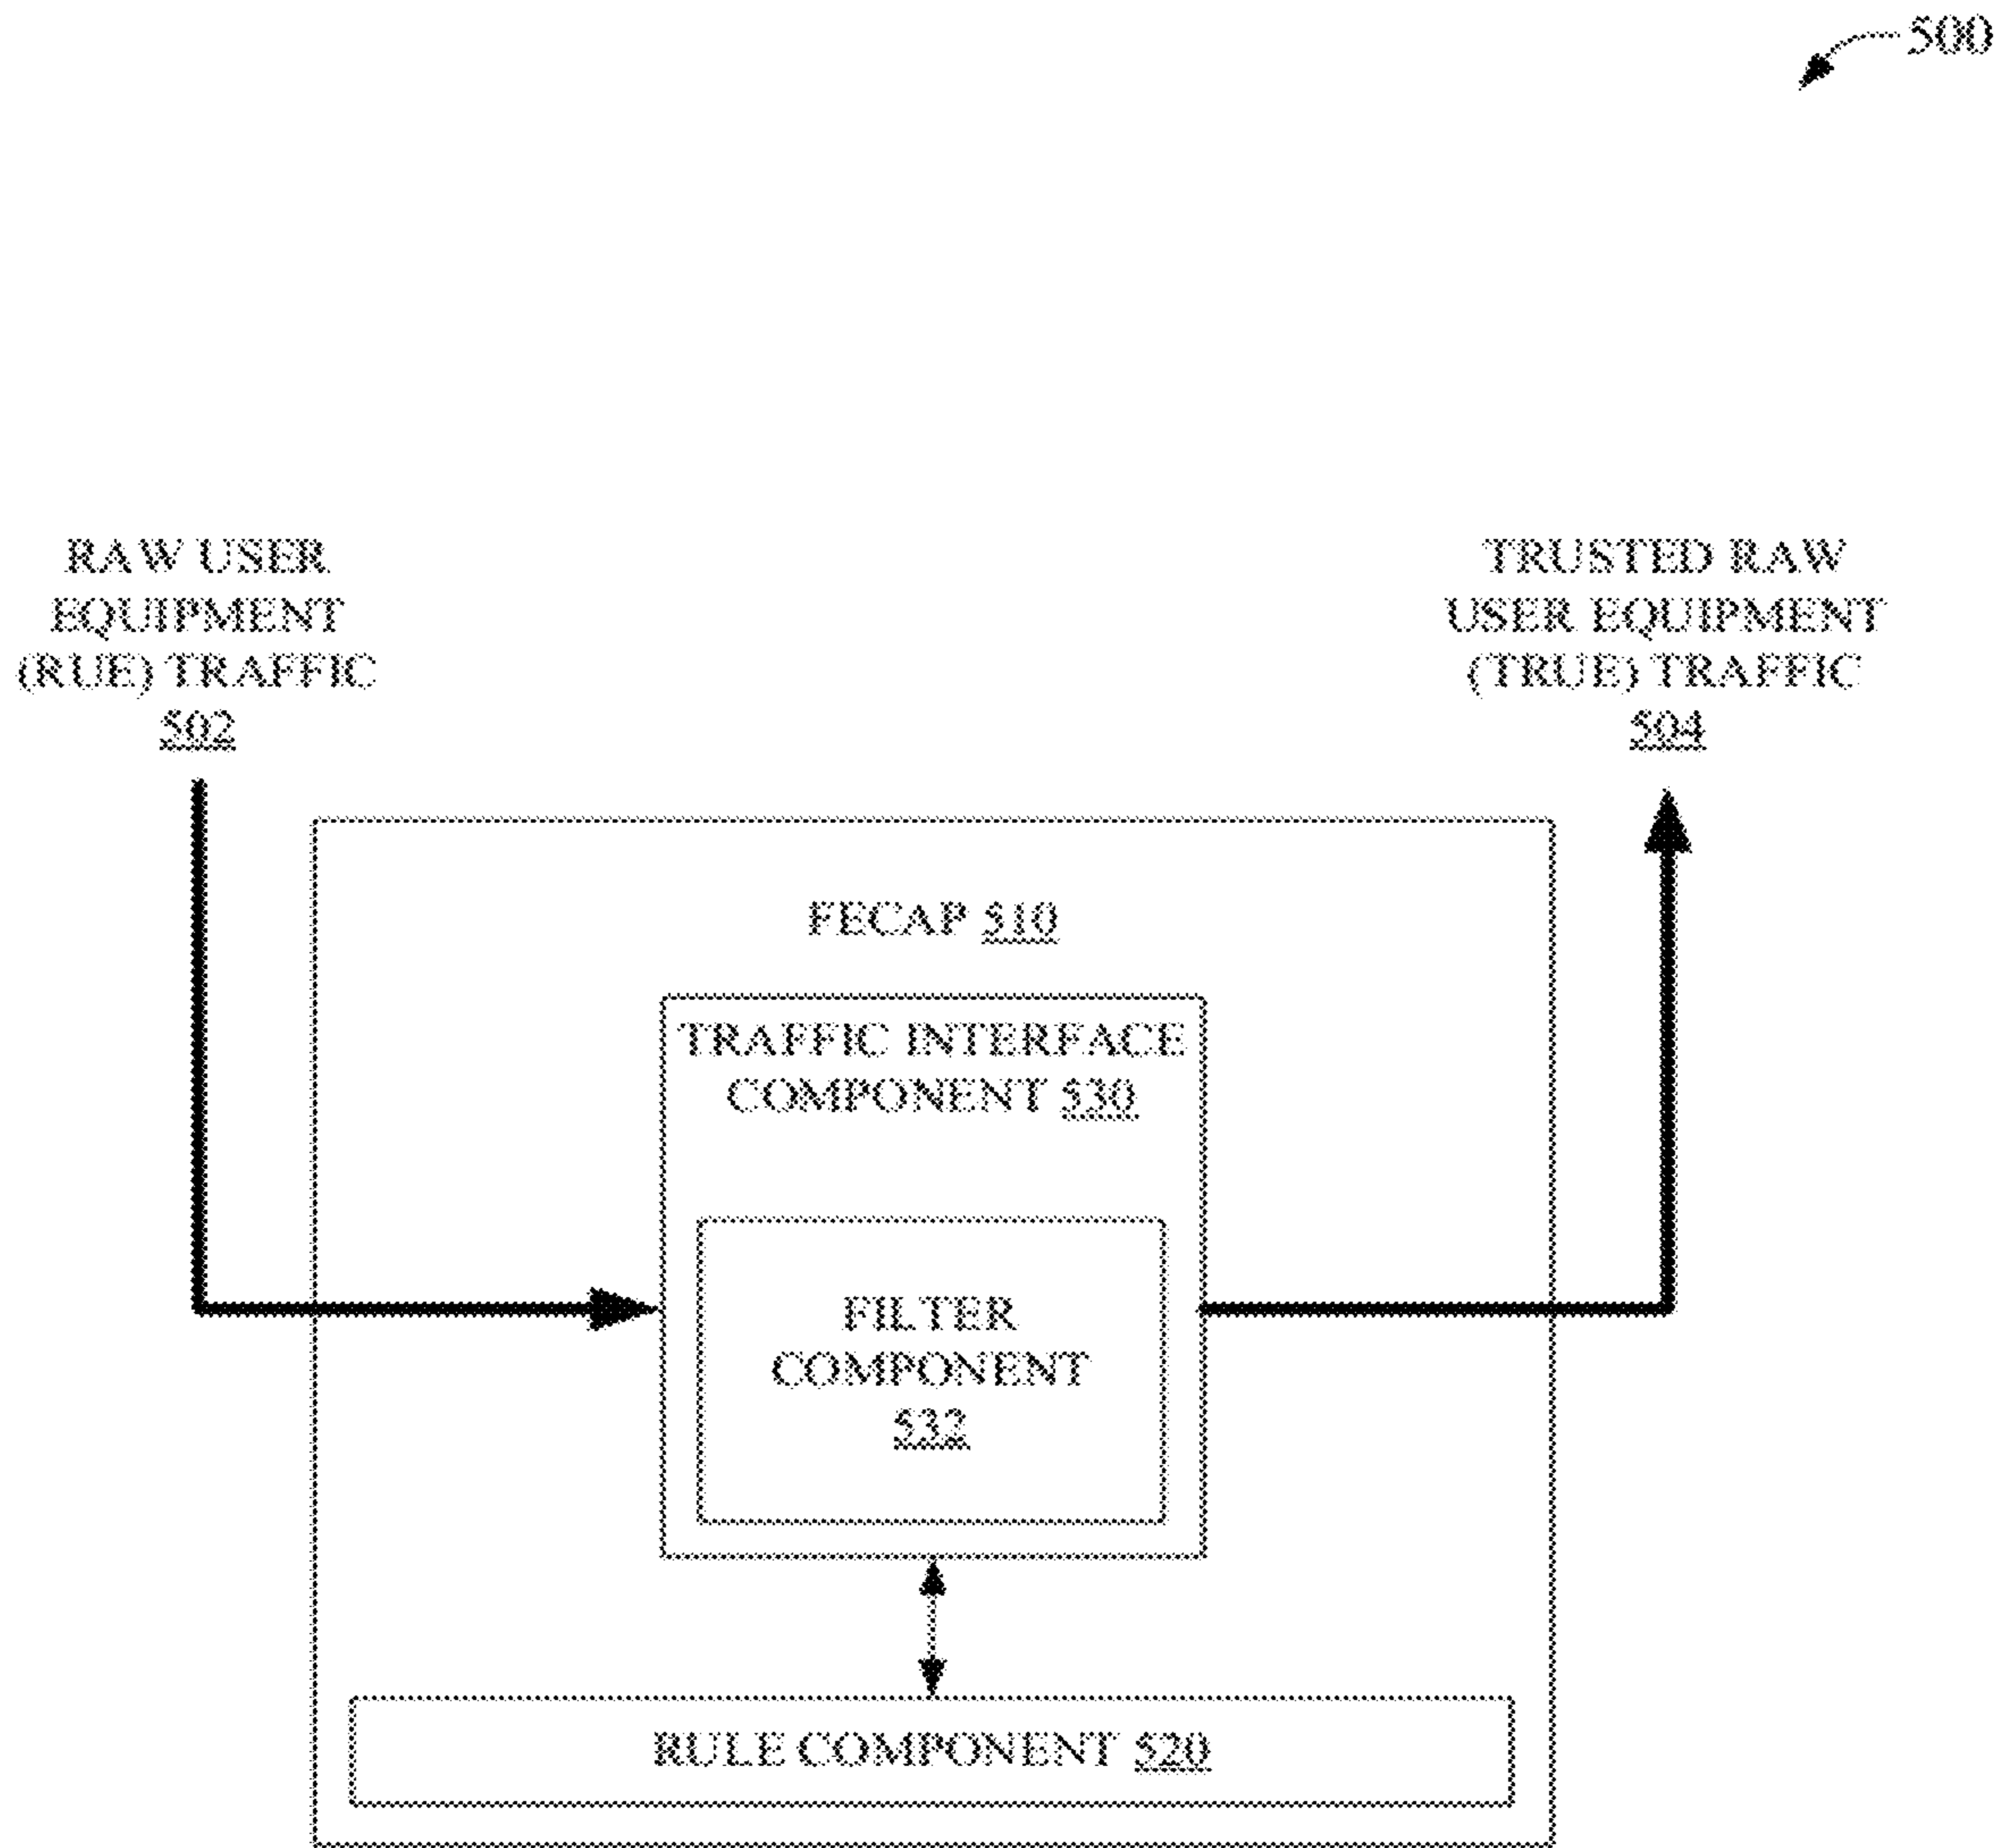 500
RAW USER
EQUIPMENT
(RUE) TRAFFIC
502
TRUSTED RAW
USER EQUIPMENT
(TRUE) TRAFFIC
504
FECAP 510
TRAFFIC INTERFACE
COMPONENT 530
FILTER
COMPONENT
532
RULE COMPONENT 520